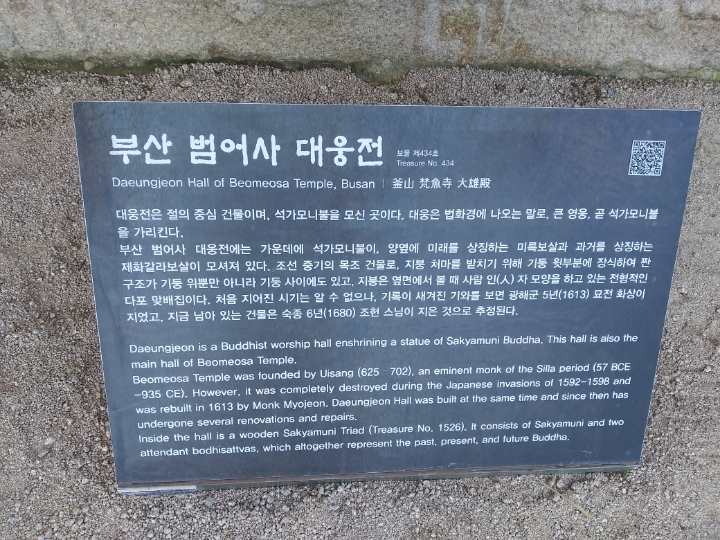 부산 범어사 대웅전
보물 제434호
Treasure No. 434
Daeungjeon Hall of Beomeosa Temple, Busan | 釜山 梵魚寺 大雄殿
대웅전은 절의 중심 건물이며, 석가모니불을 모신 곳이다. 대웅은 법화경에 나오는 말로, 큰 영웅, 곧 석가모니불
을 가리킨다.
부산 범어사 대웅전에는 가운데에 석가모니불이, 양옆에 미래를 상징하는 미륵보살과 과거를 상징하는
제화갈라보살이 모셔져 있다. 조선 중기의 목조 건물로, 지붕 처마를 받치기 위해 기둥 윗부분에 장식하여 짠
구조가 기둥 위뿐만 아니라 기둥 사이에도 있고, 지붕은 옆면에서 볼 때 사람 인(人) 자 모양을 하고 있는 전형적인
다포 맞배집이다. 처음 지어진 시기는 알 수 없으나, 기록이 새겨진 기와를 보면 광해군 5년(1613) 묘전 화상이
지었고, 지금 남아 있는 건물은 숙종 6년(1680) 조헌 스님이 지은 것으로 추정된다.
Daeungjeon is a Buddhist worship hall enshrining a statue of Sakyamuni Buddha. This hall is also the
main hall of Beomeosa Temple.
Beomeosa Temple was founded by Uisang (625–702), an eminent monk of the Silla period (57 BCE
-935 CE). However, it was completely destroyed during the Japanese invasions of 1592-1598 and
was rebuilt in 1613 by Monk Myojeon. Daeungjeon Hall was built at the same time and since then has
undergone several renovations and repairs.
Inside the hall is a wooden Sakyamuni Triad (Treasure No. 1526). It consists of Sakyamuni and two
attendant bodhisattvas, which altogether represent the past, present, and future Buddha.